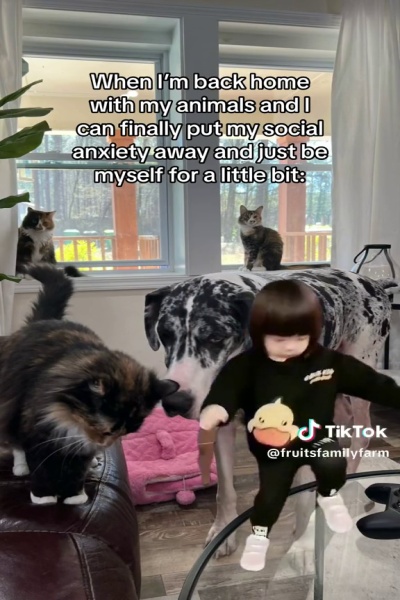 When I'm back home
with my animals and I
can finally put my social
anxiety away and just be
myself for a little bit:
TikTok
@fruitsfamilyfarm